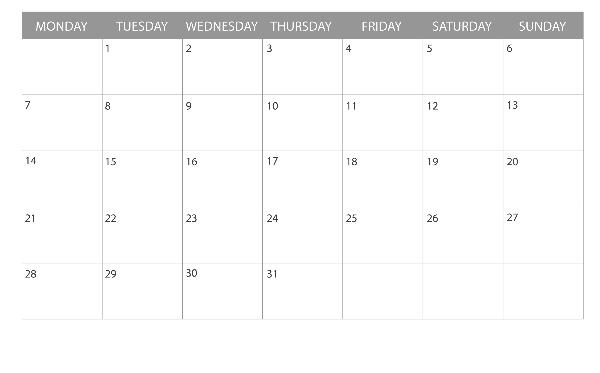 MONDAY TUESDAY WEDNESDAY THURSDAY FRIDAY SATURDAY SUNDAY
1 2 3 4 5 6
7 8 9 10 11 12 13
14 15 16 17 18 19 20
21 22 23 24 25 26 27
28 29 30 31